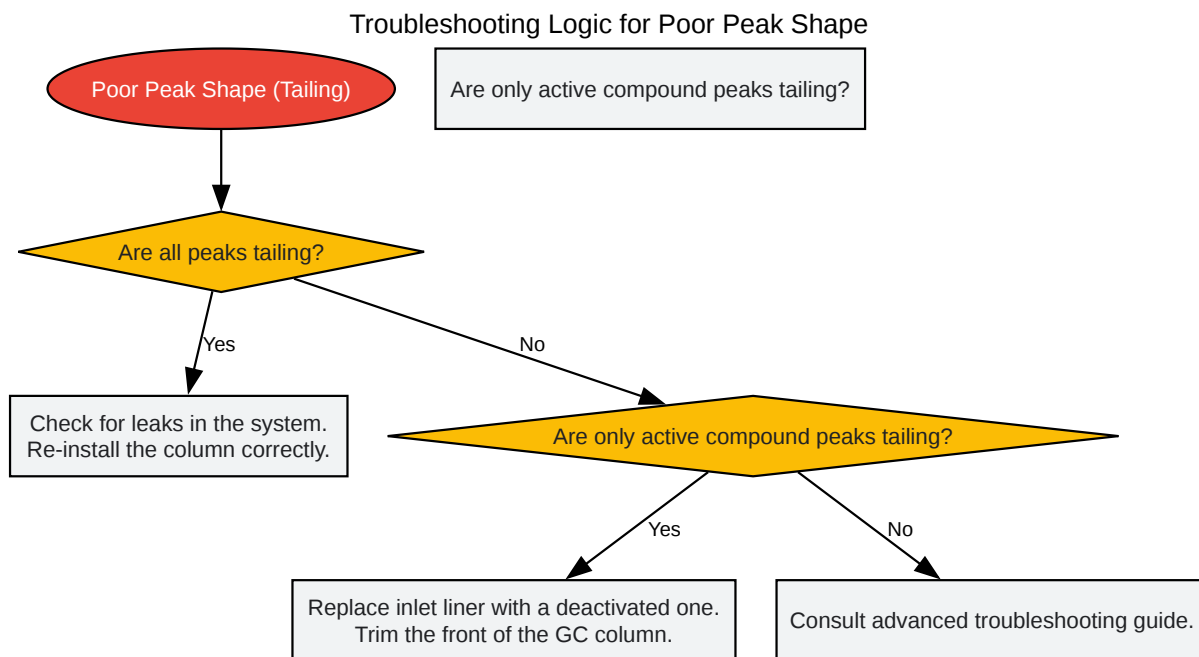 Troubleshooting Logic for Poor Peak Shape
Poor Peak Shape (Tailing)
Are only active compound peaks tailing?
Are all peaks tailing?
Yes
No
Check for leaks in the system.
Re-install the column correctly.
Are only active compound peaks tailing?
Yes
No
Replace inlet liner with a deactivated one.
Trim the front of the GC column.
Consult advanced troubleshooting guide.